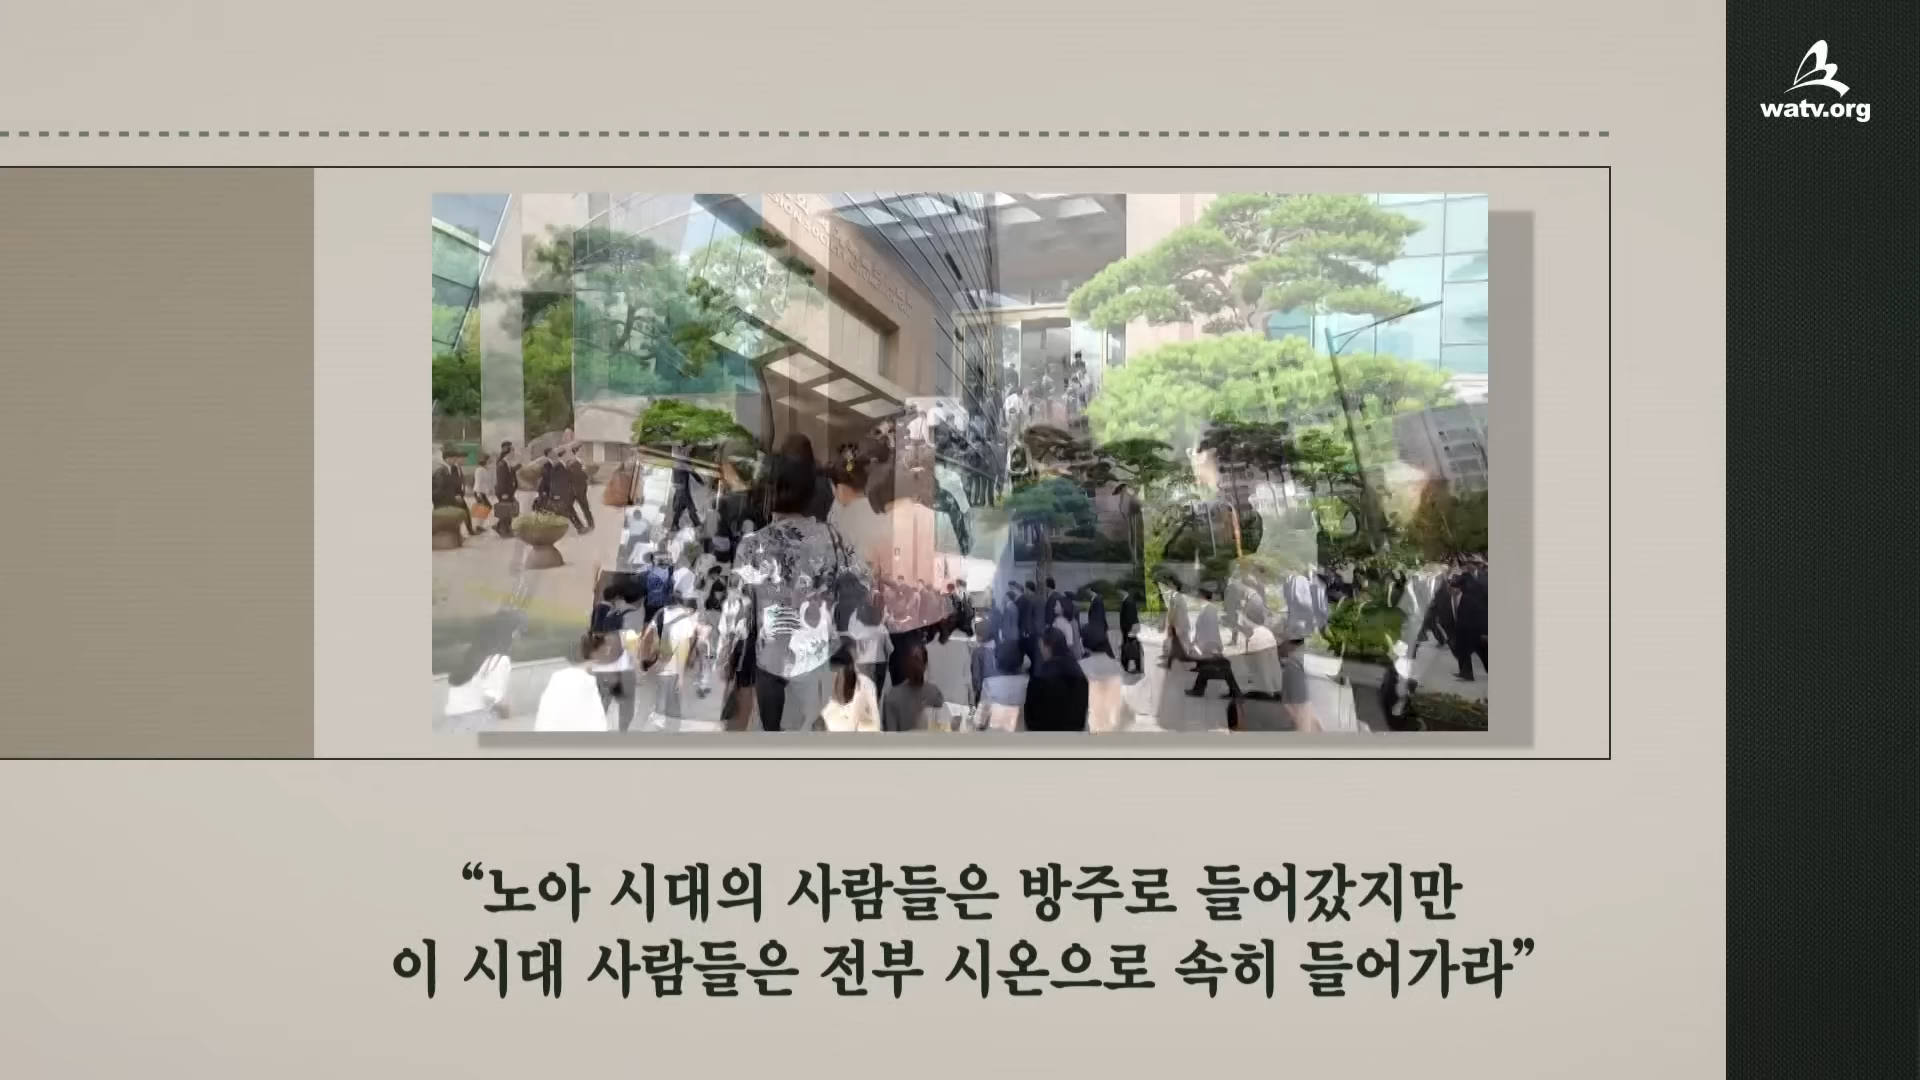 watv.org
“노아 시대의 사람들은 방주로 들어갔지만
이 시대 사람들은 전부 시온으로 속히 들어가라”